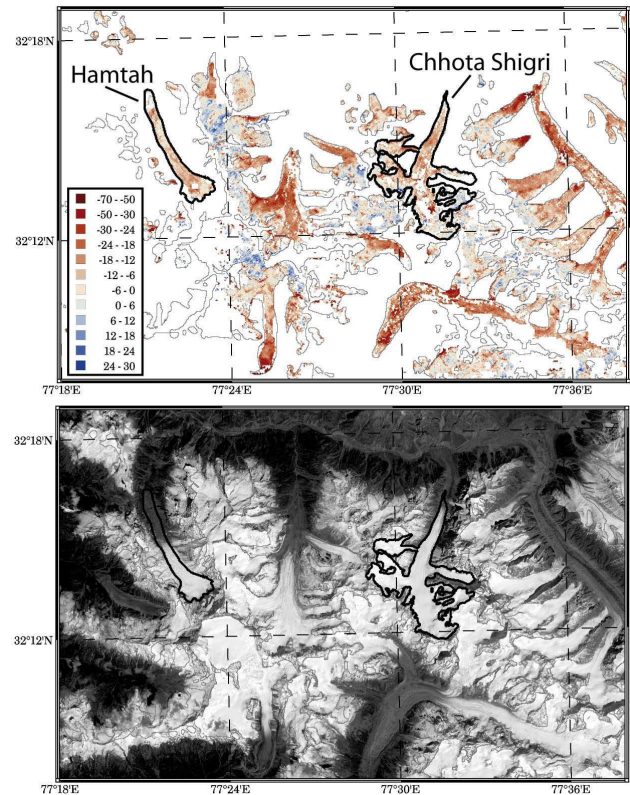 32°18'N
Hamtah
Chhota Shigri
-70 - -50
-50 - -30
-30 - -24
-24 - -18
-18 - -12
-12 - -6
-6 - 0
0 - 6
6 - 12
12 - 18
18 - 24
24 - 30
32°12'N
77°18'E 77°24'E 77°30'E 77°36'E
32°18'N
32°12'N
77°18'E 77°24'E 77°30'E 77°36'E